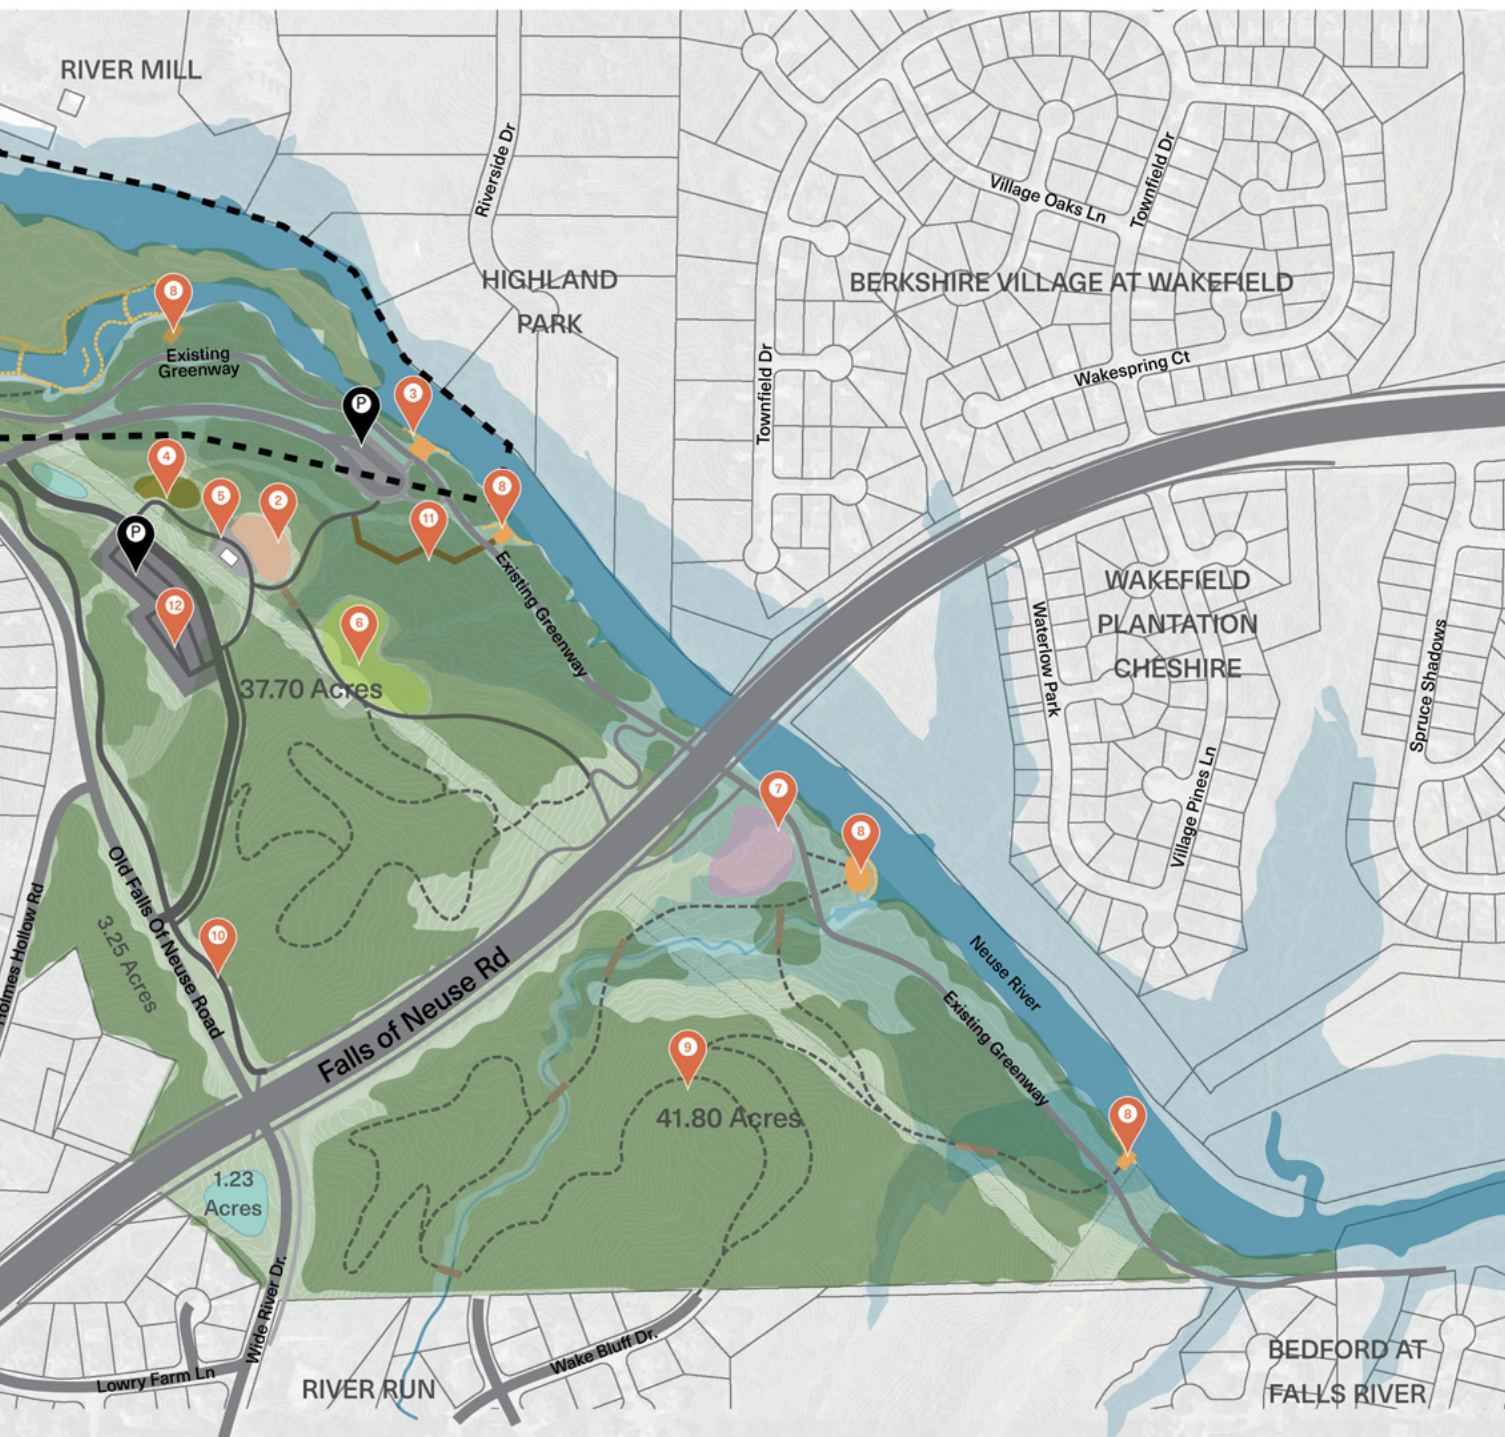 RIVER MILL
Riverside Dr
Village Oaks Ln
Townfield Dr
HIGHLAND
PARK
BERKSHIRE VILLAGE AT WAKEFIELD
8
Existing
Greenway
Townfield Dr
Wakespring Ct
P
3
4
5
2
8
11
P
12
6
Existing Greenway
WAKEFIELD
PLANTATION
CHESHIRE
Waterlow Park
Spruce Shadows
37.70 Acres
Village Pines Ln
7
8
Old Falls Of Neuse Road
Holmes Hollow Rd
3.25 Acres
10
Falls of Neuse Rd
Neuse River
Existing Greenway
9
41.80 Acres
8
1.23
Acres
Wide River Dr.
Lowry Farm Ln
RIVER RUN
Wake Bluff Dr.
BEDFORD AT
FALLS RIVER